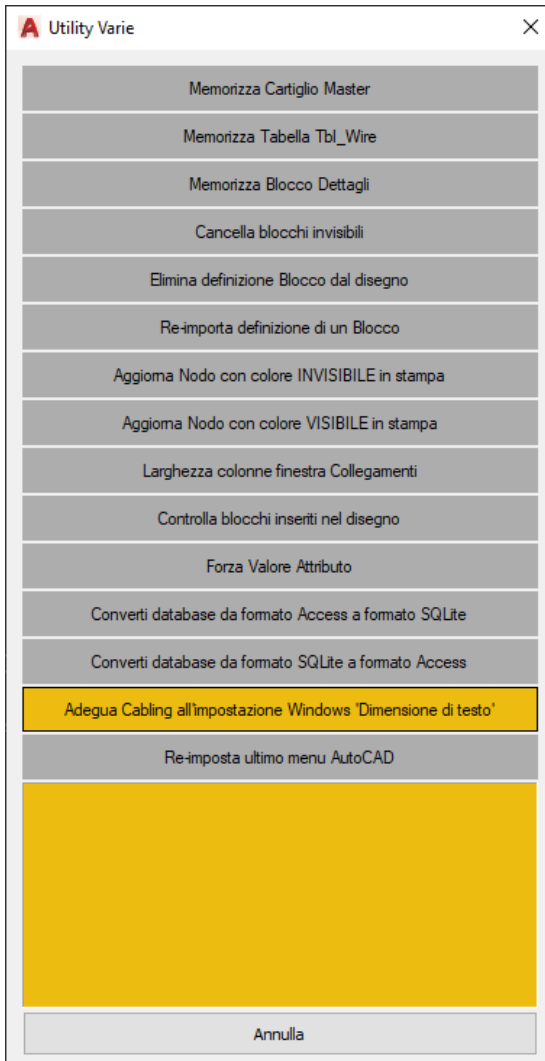 Utility Varie
Memorizza Cartiglio Master
Memorizza Tabella Tbl_Wire
Memorizza Blocco Dettagli
Cancella blocchi invisibili
Elimina definizione Blocco dal disegno
Re-importa definizione di un Blocco
Aggiorna Nodo con colore INVISIBILE in stampa
Aggiorna Nodo con colore VISIBILE in stampa
Larghezza colonne finestra Collegamenti
Controlla blocchi inseriti nel disegno
Forza Valore Attributo
Converti database da formato Access a formato SQLite
Converti database da formato SQLite a formato Access
Adegua Cabling all'impostazione Windows 'Dimensione di testo'
Re-imposta ultimo menu AutoCAD
Annulla